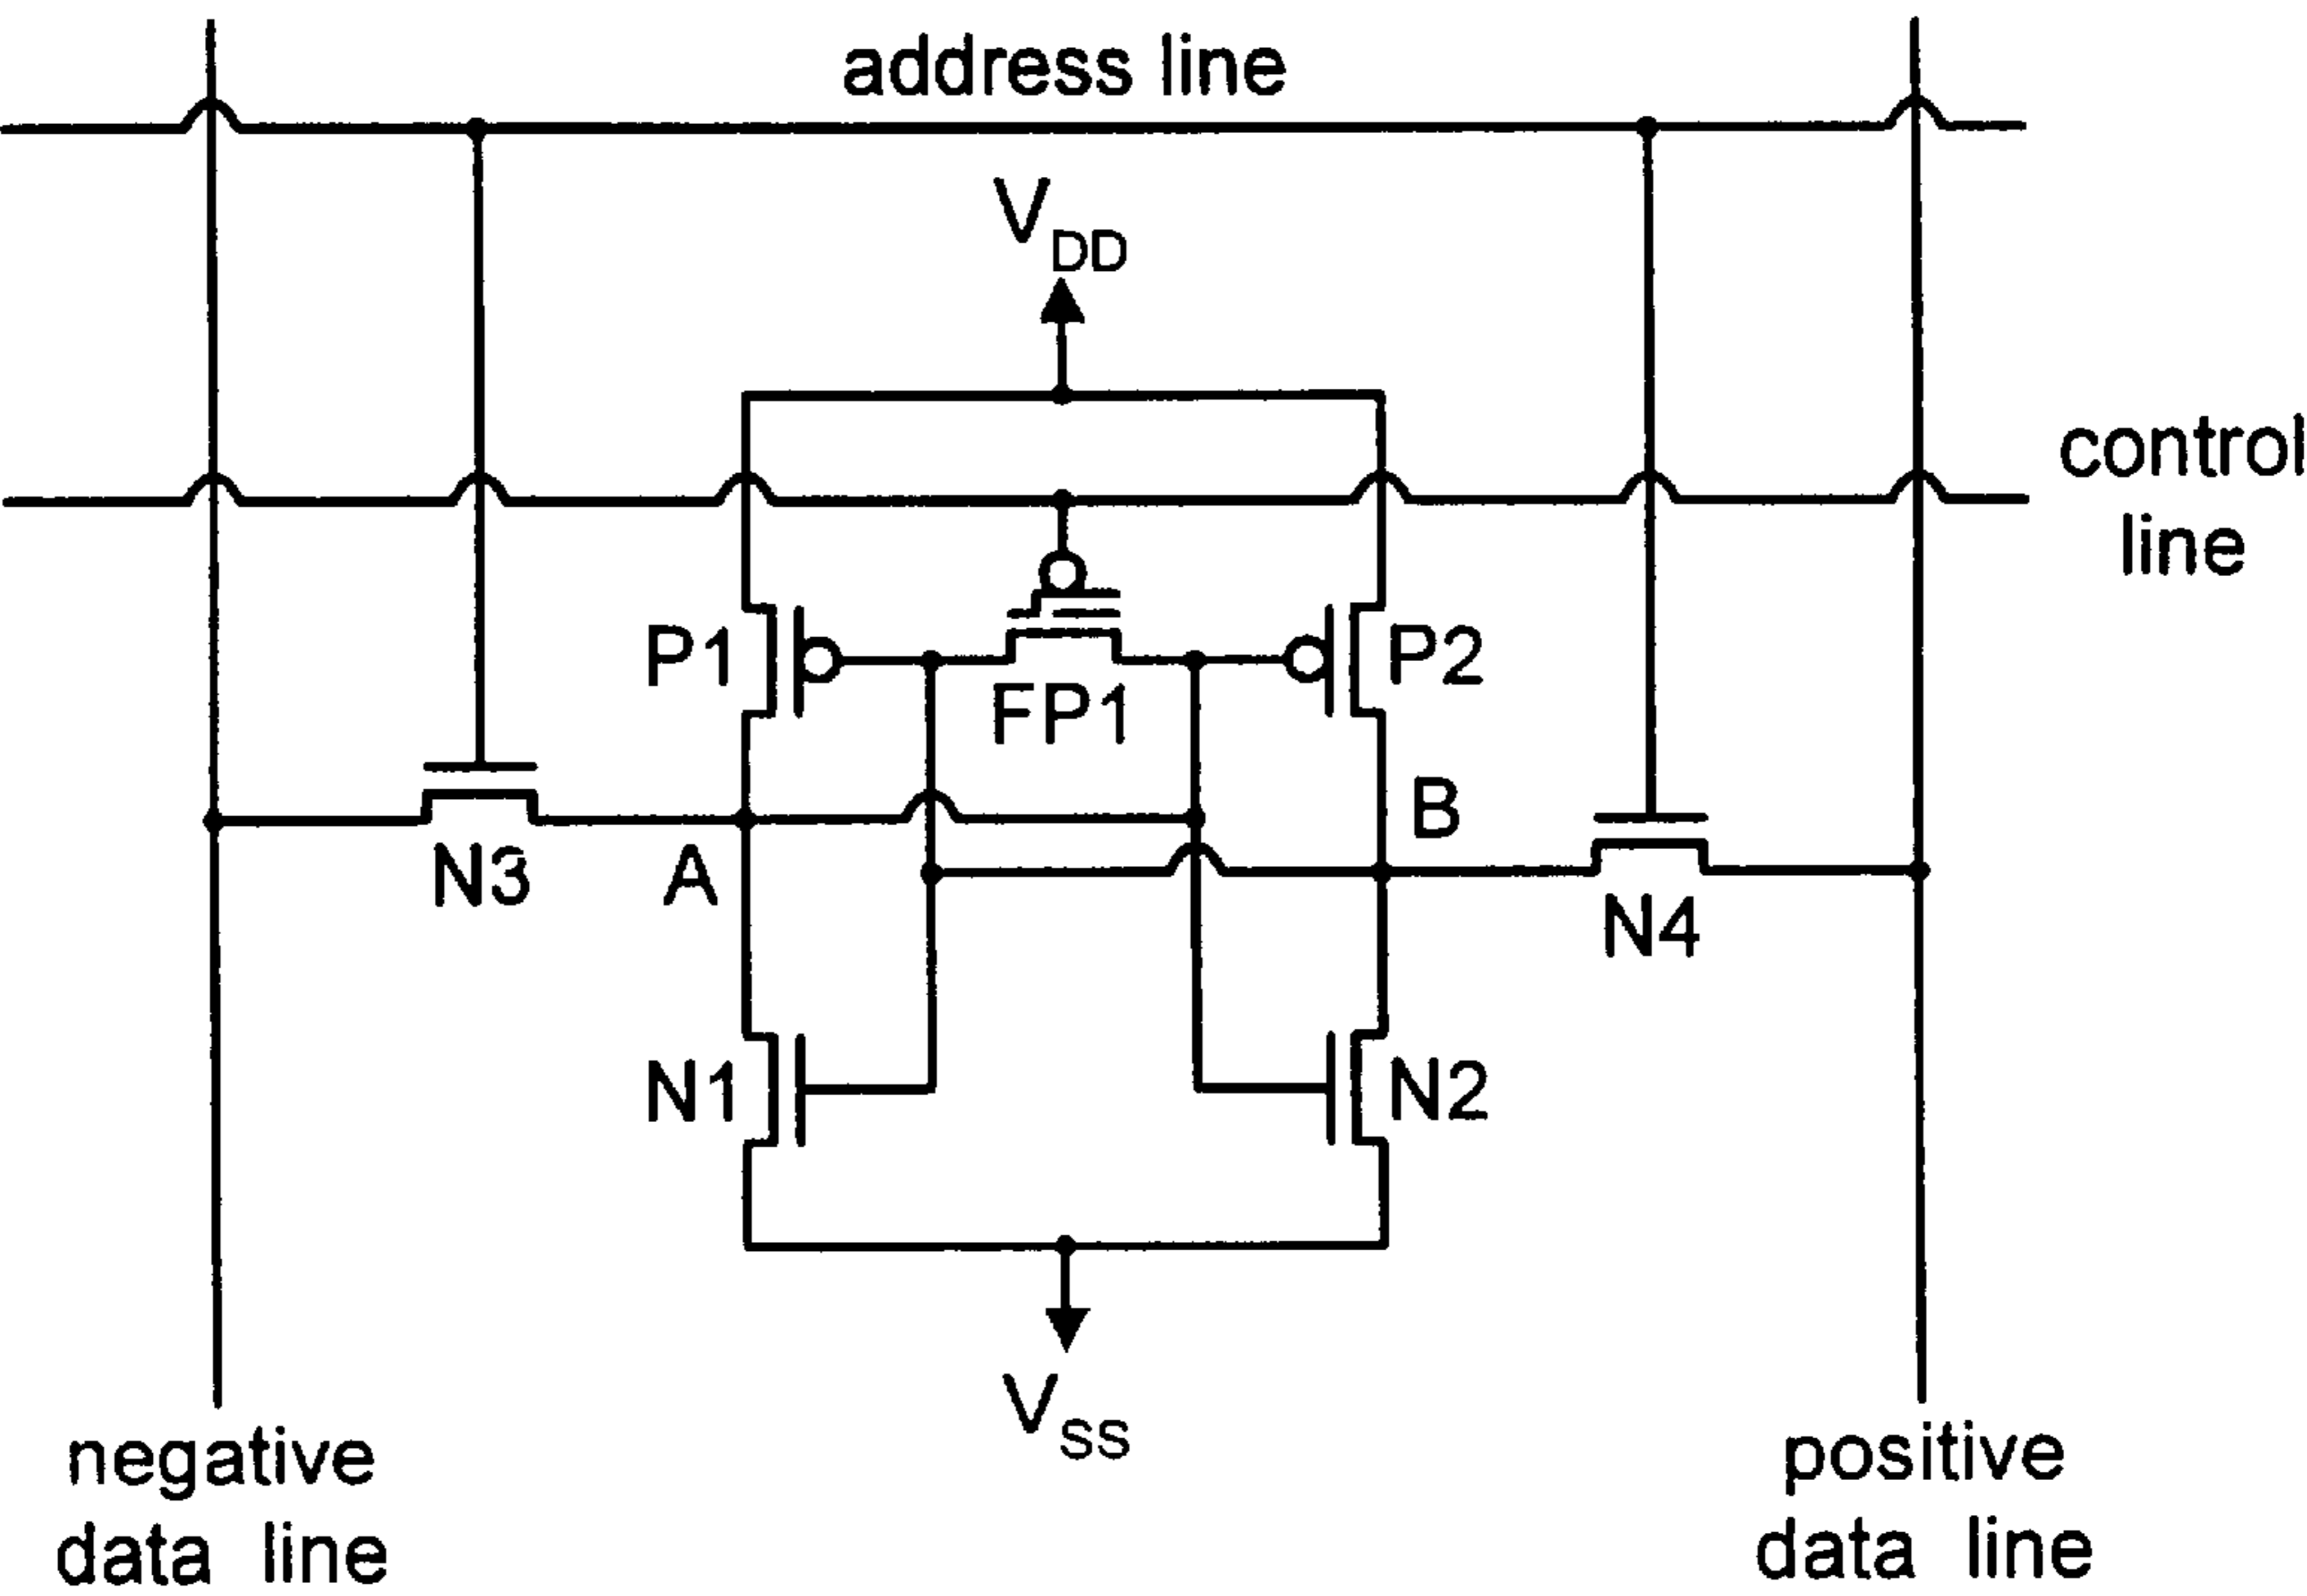 address line
VDD
control
line
P1
P2
FP1
B
N3
A
N4
N1
N2
VSS
negative
data line
positive
data line